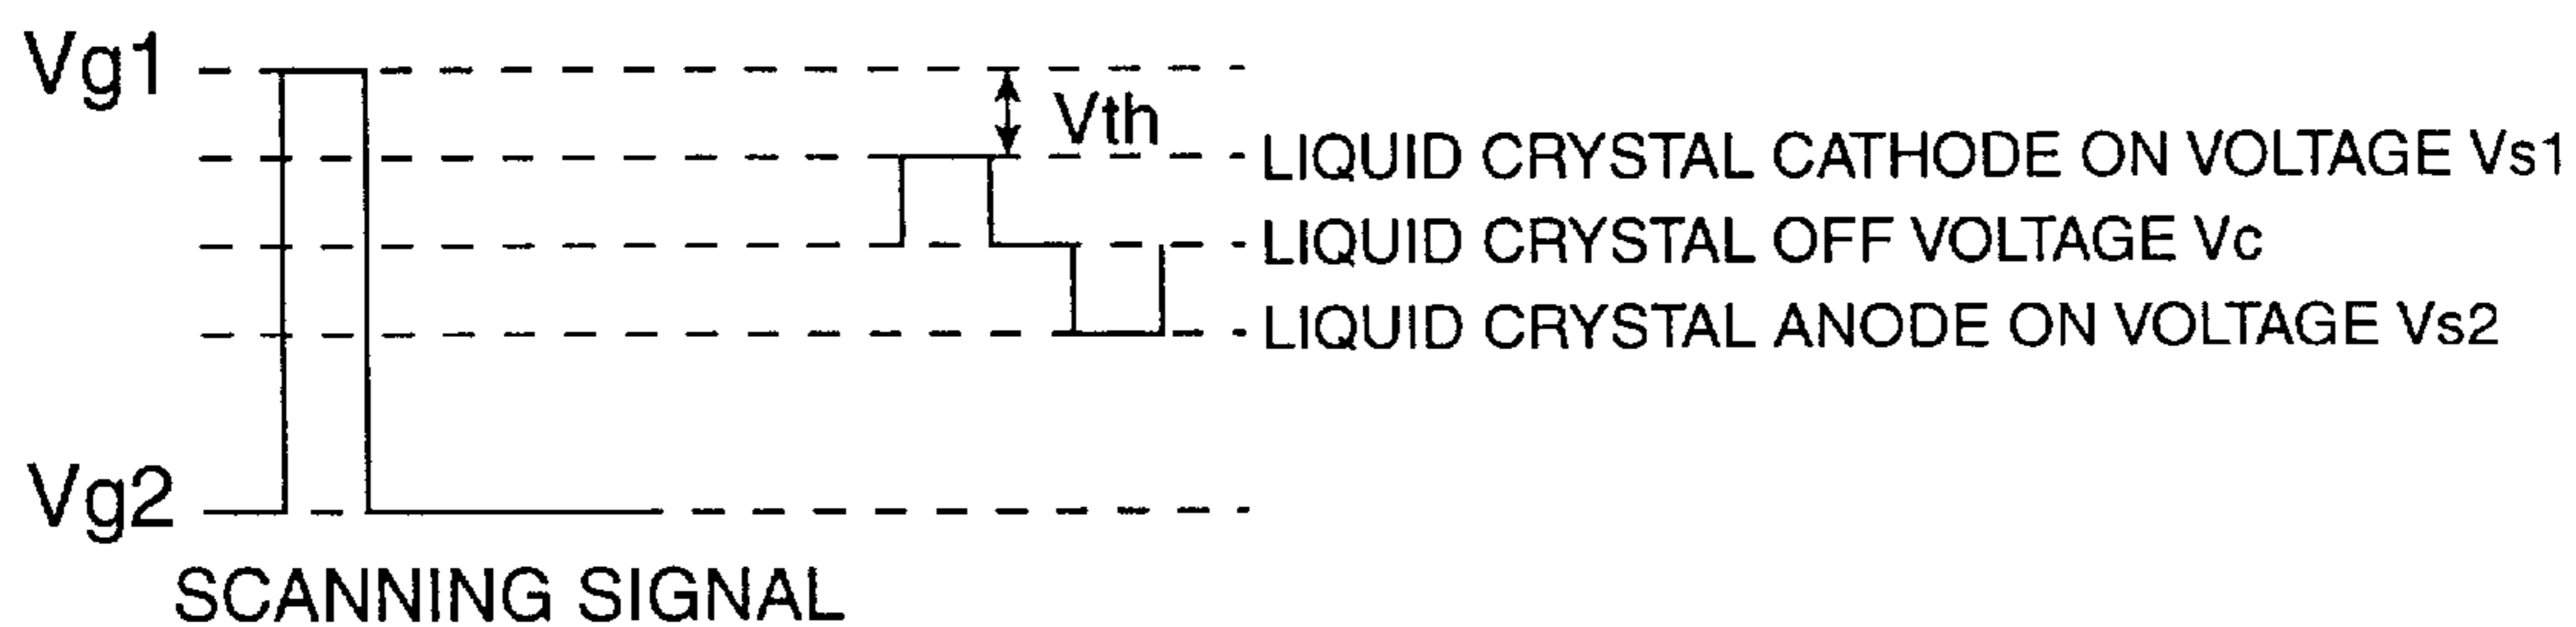 Vg1
Vth
LIQUID CRYSTAL CATHODE ON VOLTAGE Vs1
LIQUID CRYSTAL OFF VOLTAGE Vc
LIQUID CRYSTAL ANODE ON VOLTAGE Vs2
Vg2
SCANNING SIGNAL